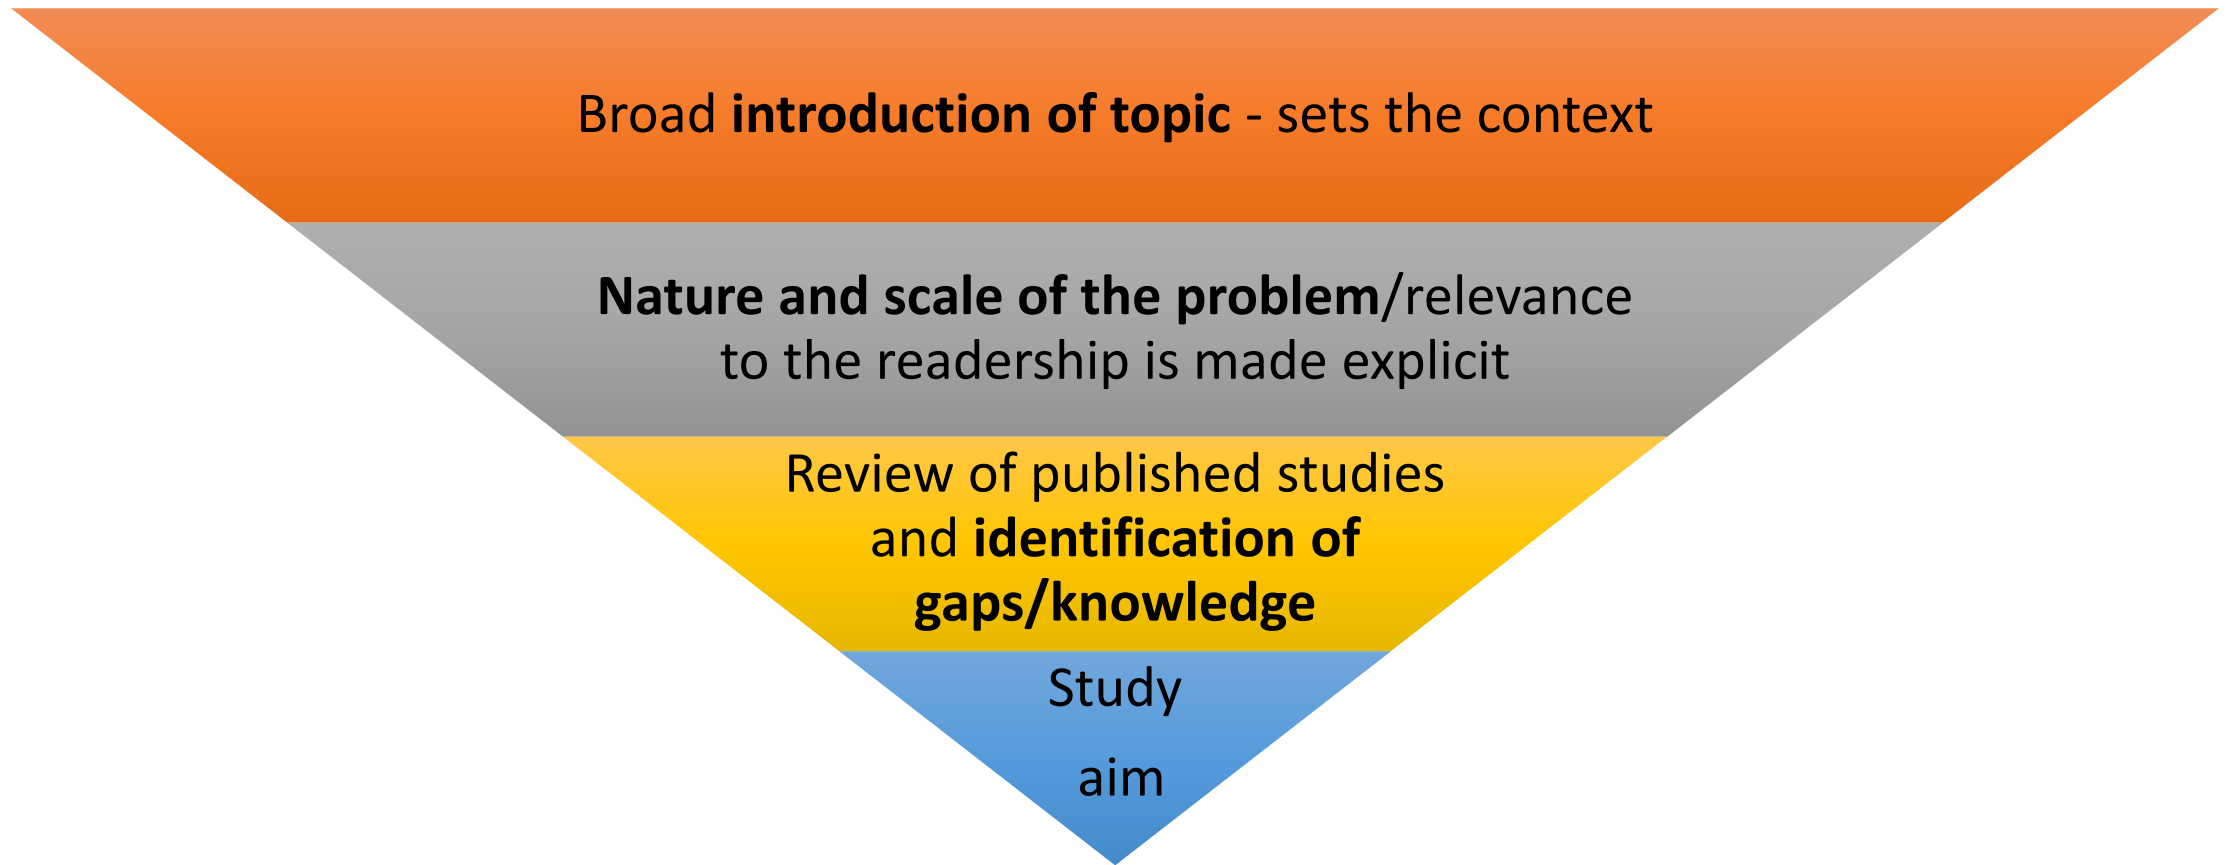 Broad introduction of topic - sets the context
Nature and scale of the problem/relevance
to the readership is made explicit
Review of published studies
and identification of
gaps/knowledge
Study
aim